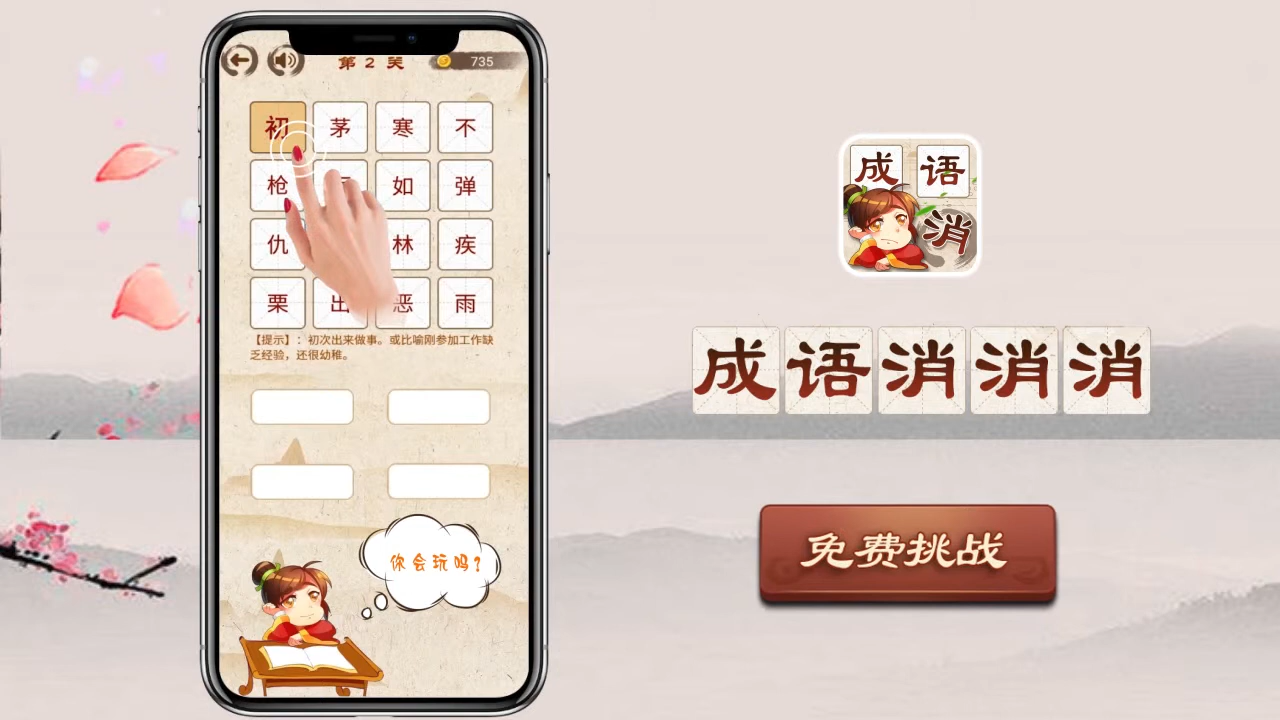 第2关
735
初 茅 寒 不
枪 如 弹
仇 林 疾
栗 出 恶 雨
【提示】：初次出来做事。或比喻刚参加工作缺
乏经验，还很幼稚。
你会玩吗?
成语
消
成语消消消
免费挑战